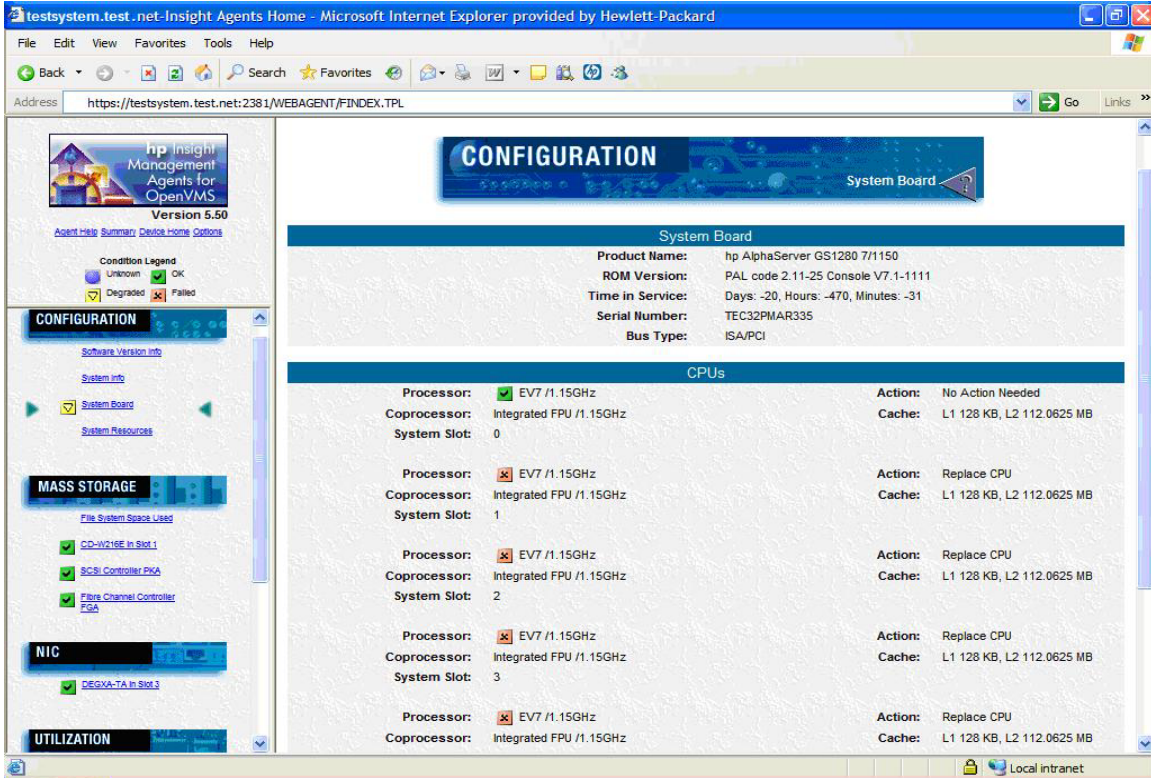 testsystem.test.net-Insight Agents Home - Microsoft Internet Explorer provided by Hewlett-Packard
File Edit View Favorites Tools Help
Back Search Favorites
Address https://testsystem.test.net:2381/WEBAGENT/FINDEX.TPL Go Links »
hp Insight
Management
Agents for
OpenVMS
Version 5.50
Agent Help Summary Device Home Options
Condition Legend
Unknown OK
Degraded Failed
CONFIGURATION
Software Version Info
System Info
System Board
System Resources
MASS STORAGE
File System Space Used
CD-W216E in Slot 1
SCSI Controller PKA
Fibre Channel Controller
FGA
NIC
DEGXA-TA in Slot 3
UTILIZATION
CONFIGURATION
System Board ?
System Board
Product Name: hp AlphaServer GS1280 7/1150
ROM Version: PAL code 2.11-25 Console V7.1-1111
Time in Service: Days: -20, Hours: -470, Minutes: -31
Serial Number: TEC32PMAR335
Bus Type: ISA/PCI
CPUs
Processor: EV7 /1.15GHz Action: No Action Needed
Coprocessor: Integrated FPU /1.15GHz Cache: L1 128 KB, L2 112.0625 MB
System Slot: 0
Processor: EV7 /1.15GHz Action: Replace CPU
Coprocessor: Integrated FPU /1.15GHz Cache: L1 128 KB, L2 112.0625 MB
System Slot: 1
Processor: EV7 /1.15GHz Action: Replace CPU
Coprocessor: Integrated FPU /1.15GHz Cache: L1 128 KB, L2 112.0625 MB
System Slot: 2
Processor: EV7 /1.15GHz Action: Replace CPU
Coprocessor: Integrated FPU /1.15GHz Cache: L1 128 KB, L2 112.0625 MB
System Slot: 3
Processor: EV7 /1.15GHz Action: Replace CPU
Coprocessor: Integrated FPU /1.15GHz Cache: L1 128 KB, L2 112.0625 MB
Local intranet